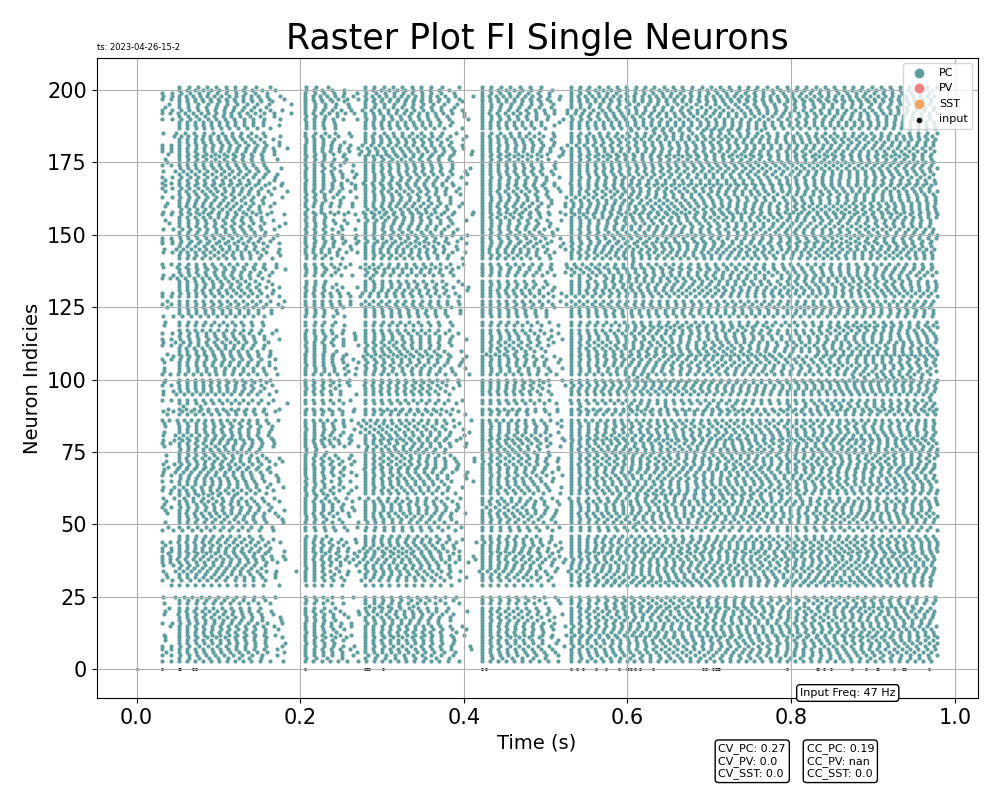 Raster Plot FI Single Neurons
ts: 2023-04-26-15-2
PC
PV
SST
input
200
175
150
125
100
75
50
25
0
Neuron Indicies
0.0 0.2 0.4 0.6 0.8 1.0
Time (s)
Input Freq: 47 Hz
CV_PC: 0.27
CV_PV: 0.0
CV_SST: 0.0
CC_PC: 0.19
CC_PV: nan
CC_SST: 0.0